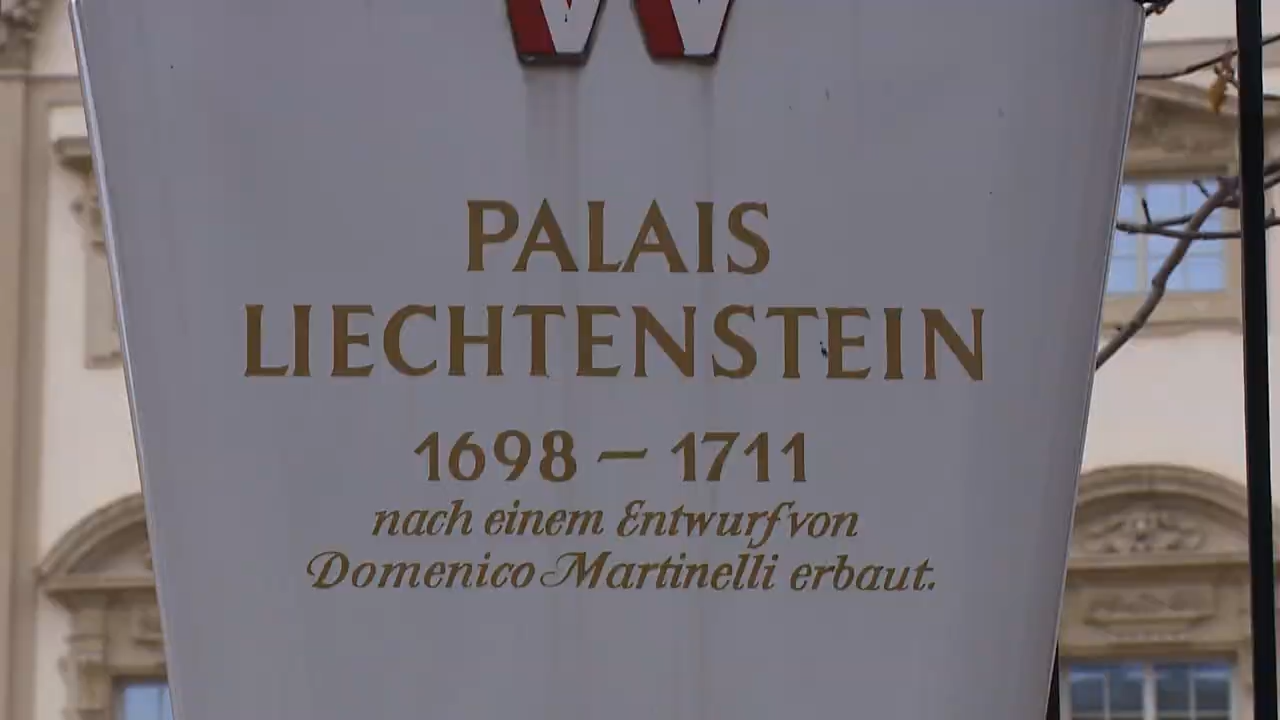 PALAIS
LIECHTENSTEIN
1698 – 1711
nach einem Entwurf von
Domenico Martinelli erbaut.